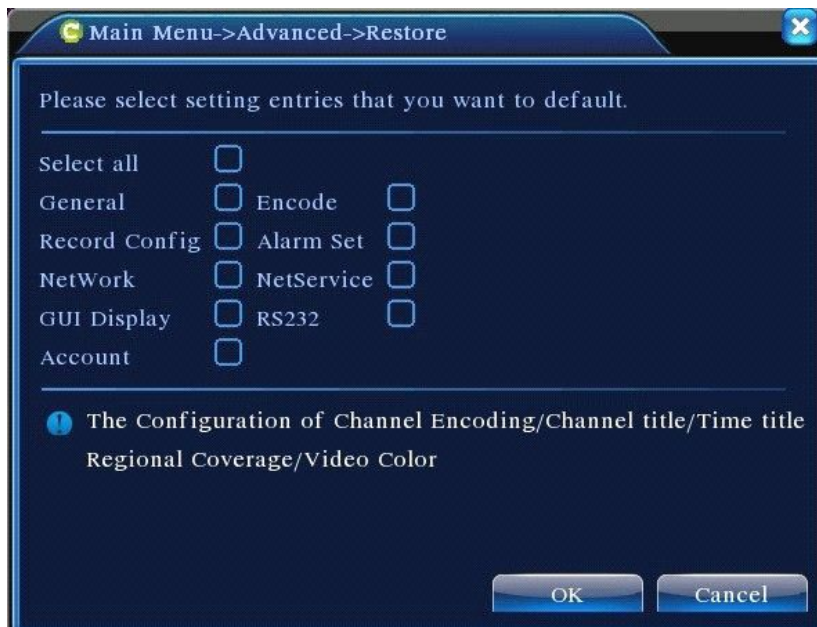 Main Menu->Advanced->Restore
Please select setting entries that you want to default.
Select all
General Encode
Record Config Alarm Set
NetWork NetService
GUI Display RS232
Account
The Configuration of Channel Encoding/Channel title/Time title
Regional Coverage/Video Color
OK Cancel